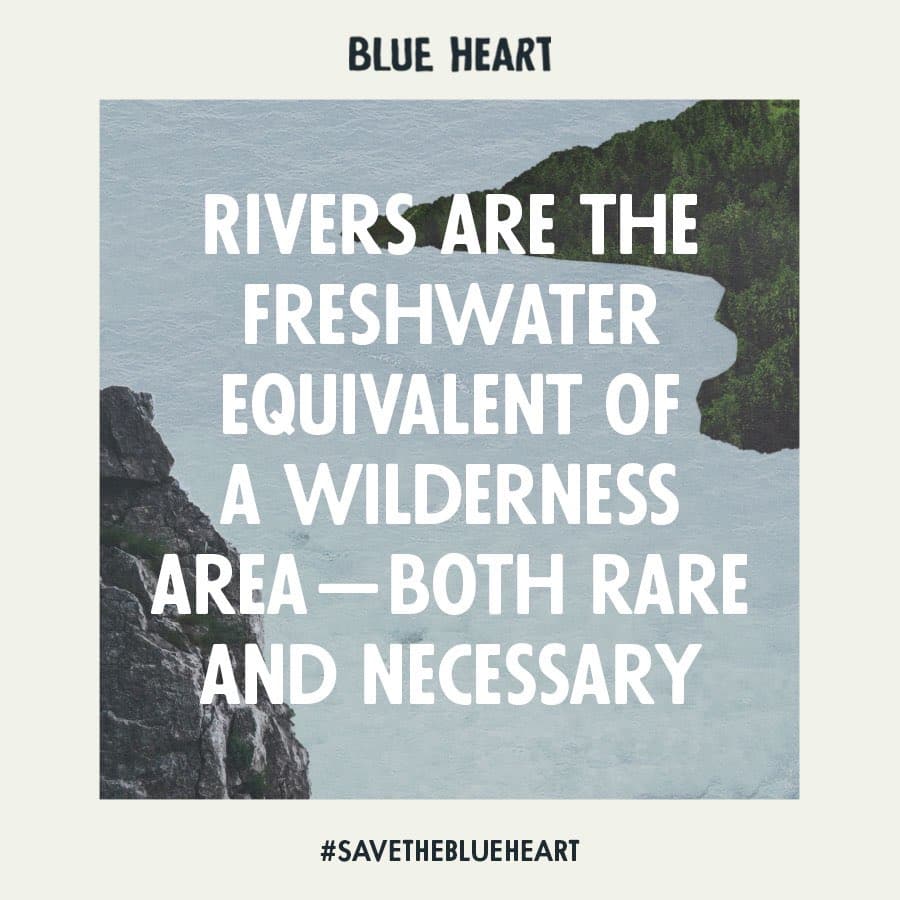 BLUE HEART
RIVERS ARE THE
FRESHWATER
EQUIVALENT OF
A WILDERNESS
AREA—BOTH RARE
AND NECESSARY
#SAVETHEBLUEHEART